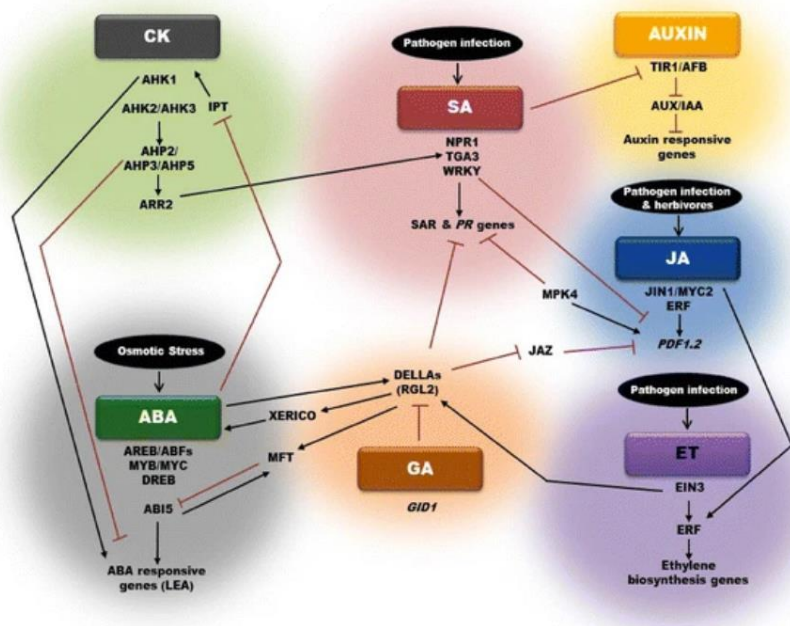 CK
AHK1
AHK2/AHK3
IPT
AHP2/
AHP3/AHP5
ARR2
Pathogen infection
SA
NPR1
TGA3
WRKY
SAR & PR genes
AUXIN
TIR1/AFB
AUX/IAA
Auxin responsive
genes
Pathogen infection
& herbivores
JA
JIN1/MYC2
ERF
PDF1.2
MPK4
JAZ
Osmotic Stress
ABA
AREB/ABFs
MYB/MYC
DREB
ABI5
ABA responsive
genes (LEA)
XERICO
MFT
DELLAs
(RGL2)
GA
GID1
Pathogen infection
ET
EIN3
ERF
Ethylene
biosynthesis genes